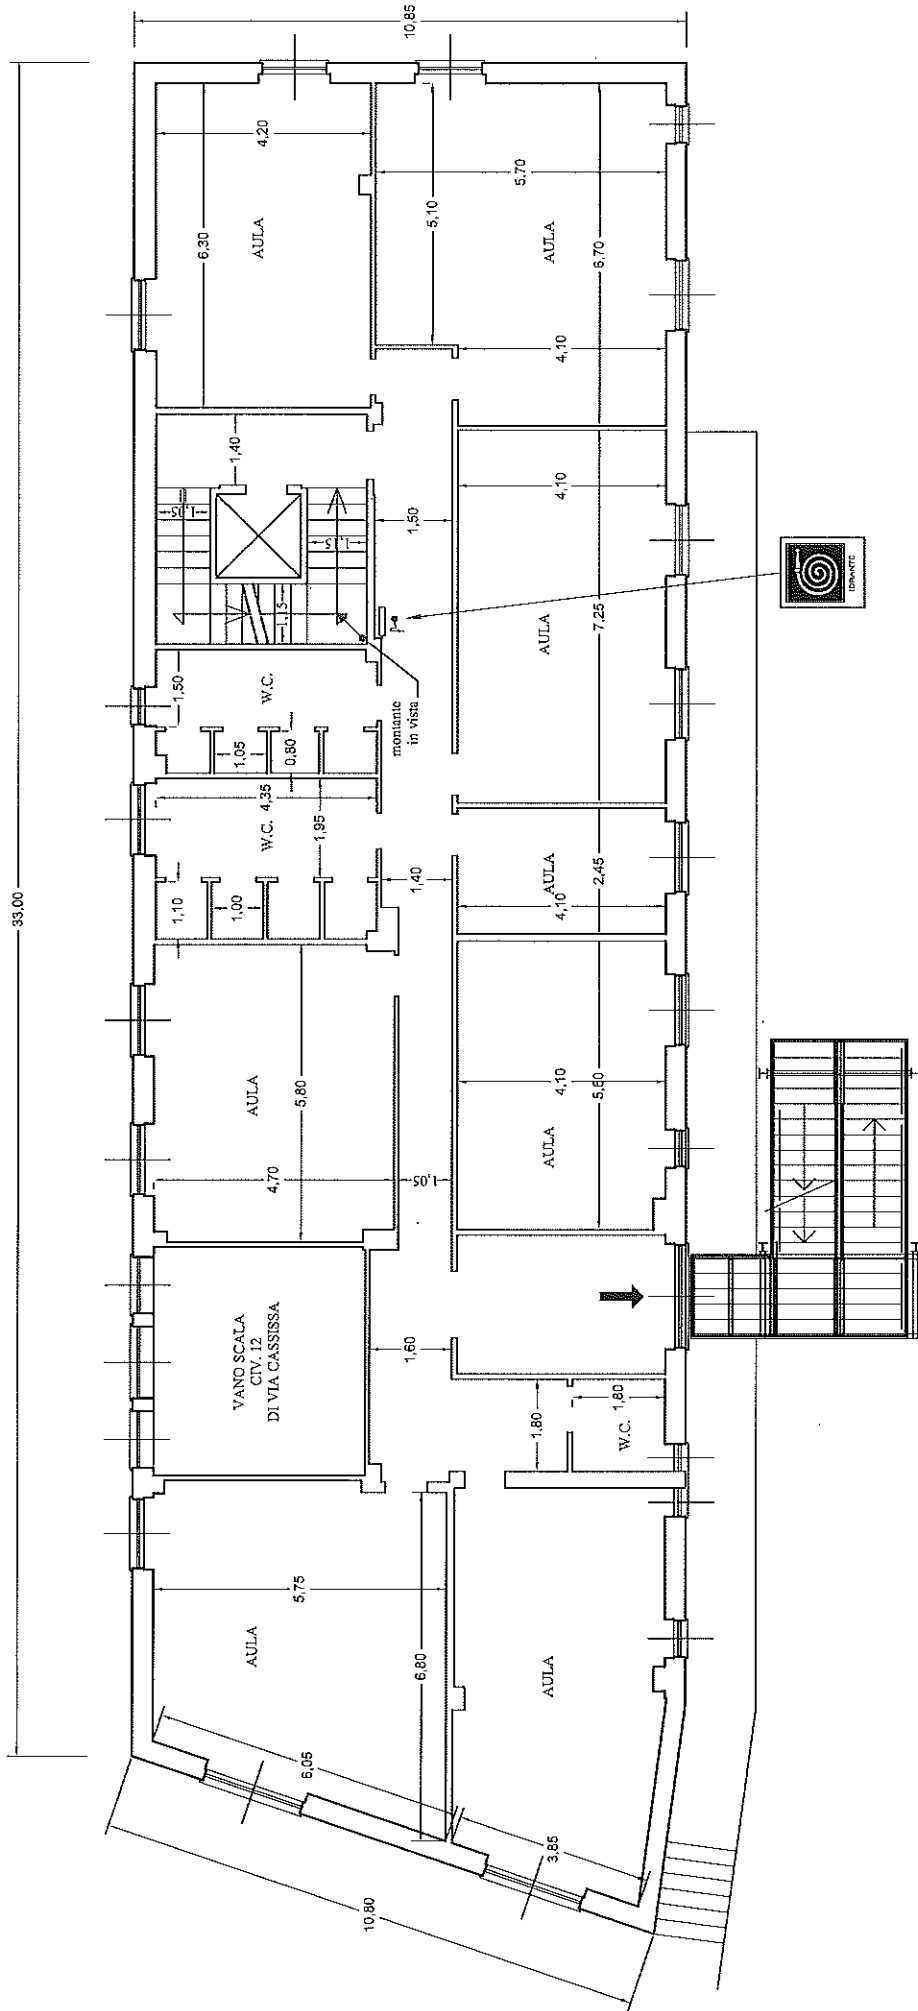 33,00
10,85
10,80
6,30
4,20
AULA
5,10
5,70
AULA
6,70
4,10
1,40
1,05
1,15
1,15
1,50
4,10
AULA
7,25
IDRANTE
montante
in vista
1,50
W.C.
1,05
0,80
4,35
W.C.
1,95
1,10
1,00
1,40
AULA
2,45
4,10
AULA
5,80
4,70
1,05
4,10
5,60
AULA
VANO SCALA
CIV. 12
DI VIA CASSISSA
1,60
1,80
1,80
W.C.
5,75
AULA
6,80
AULA
6,05
3,85